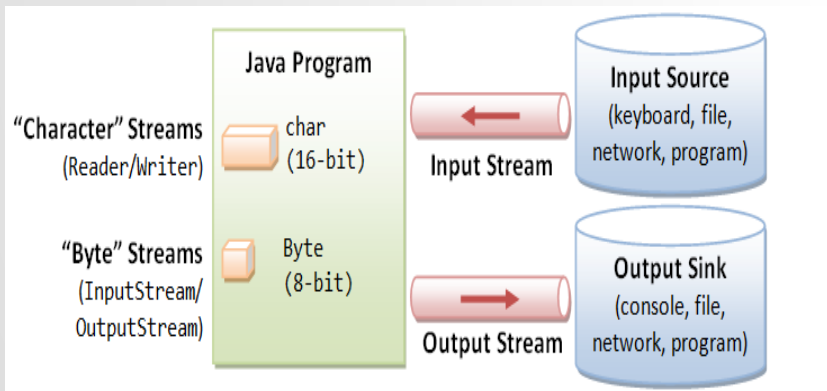 “Character” Streams
(Reader/Writer)
“Byte” Streams
(InputStream/
OutputStream)
Java Program
char
(16-bit)
Byte
(8-bit)
Input Stream
Output Stream
Input Source
(keyboard, file,
network, program)
Output Sink
(console, file,
network, program)